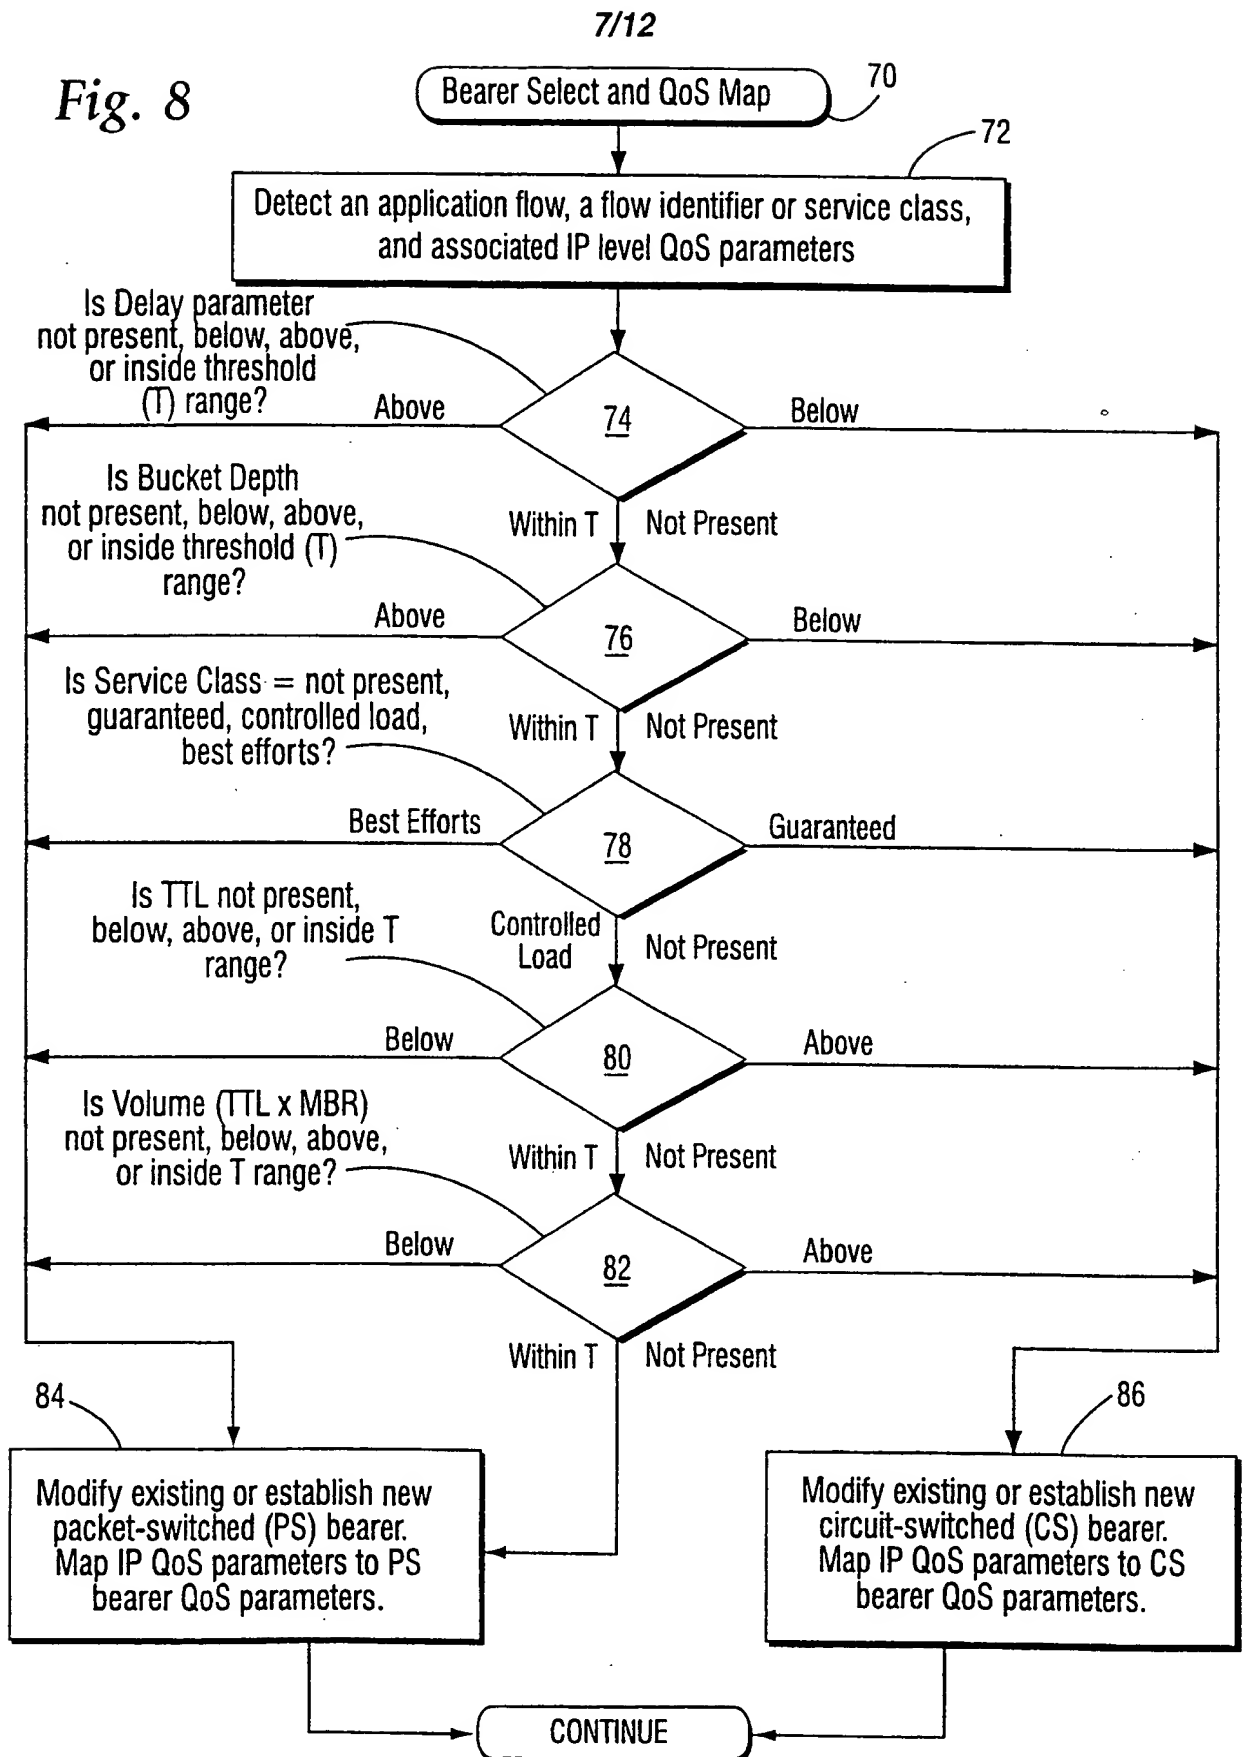 7/12
Fig. 8
Bearer Select and QoS Map
70
72
Detect an application flow, a flow identifier or service class,
and associated IP level QoS parameters
Is Delay parameter
not present, below, above,
or inside threshold
(T) range?
Above
74
Below
Within T
Not Present
Is Bucket Depth
not present, below, above,
or inside threshold (T)
range?
Above
76
Below
Within T
Not Present
Is Service Class = not present,
guaranteed, controlled load,
best efforts?
Best Efforts
78
Guaranteed
Controlled
Load
Not Present
Is TTL not present,
below, above, or inside T
range?
Below
80
Above
Within T
Not Present
Is Volume (TTL x MBR)
not present, below, above,
or inside T range?
Below
82
Above
Within T
Not Present
84
Modify existing or establish new
packet-switched (PS) bearer.
Map IP QoS parameters to PS
bearer QoS parameters.
86
Modify existing or establish new
circuit-switched (CS) bearer.
Map IP QoS parameters to CS
bearer QoS parameters.
CONTINUE